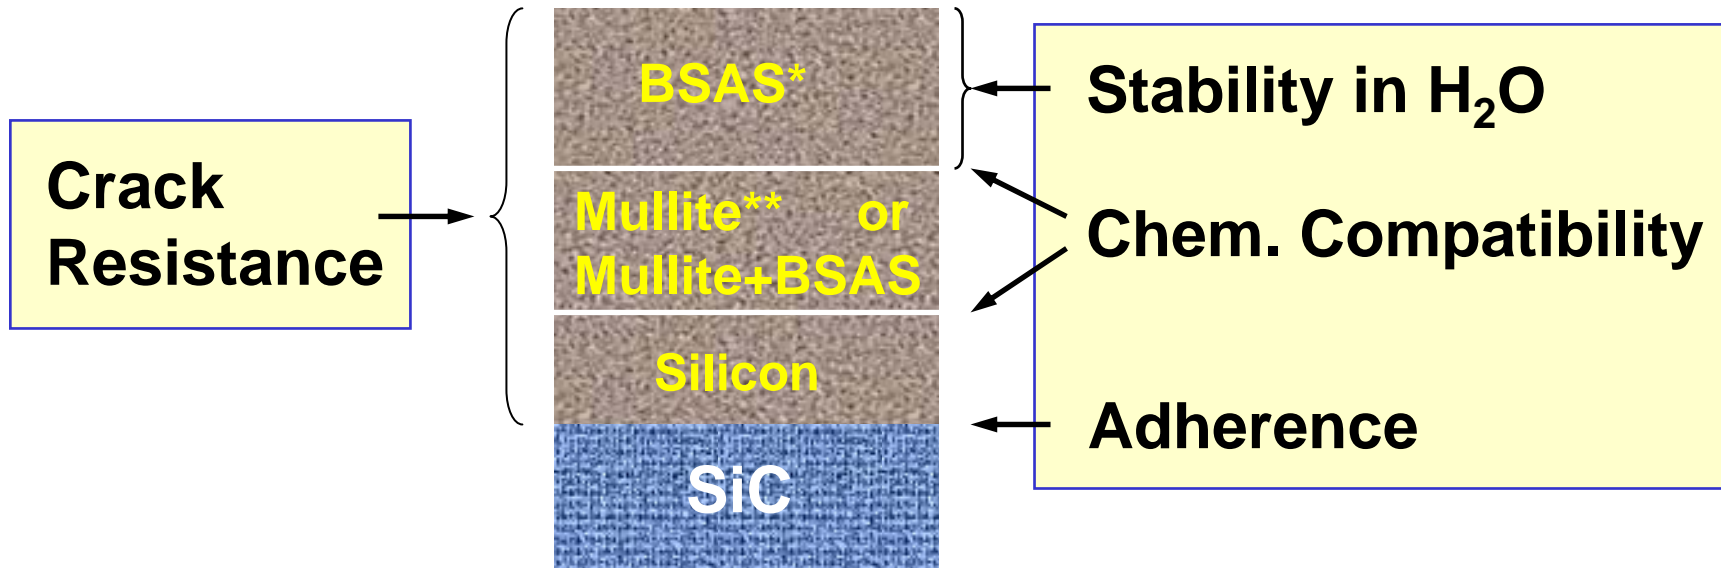 Crack
Resistance
BSAS*
Mullite** or
Mullite+BSAS
Silicon
SiC
Stability in H₂O
Chem. Compatibility
Adherence